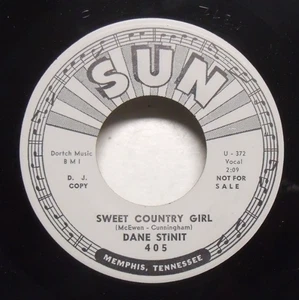 SUN
Dortch Music
B M I
D. J.
COPY
U - 372
Vocal
2:09
NOT FOR
SALE
SWEET COUNTRY GIRL
(McEwen - Cunningham)
DANE STINIT
405
MEMPHIS, TENNESSEE